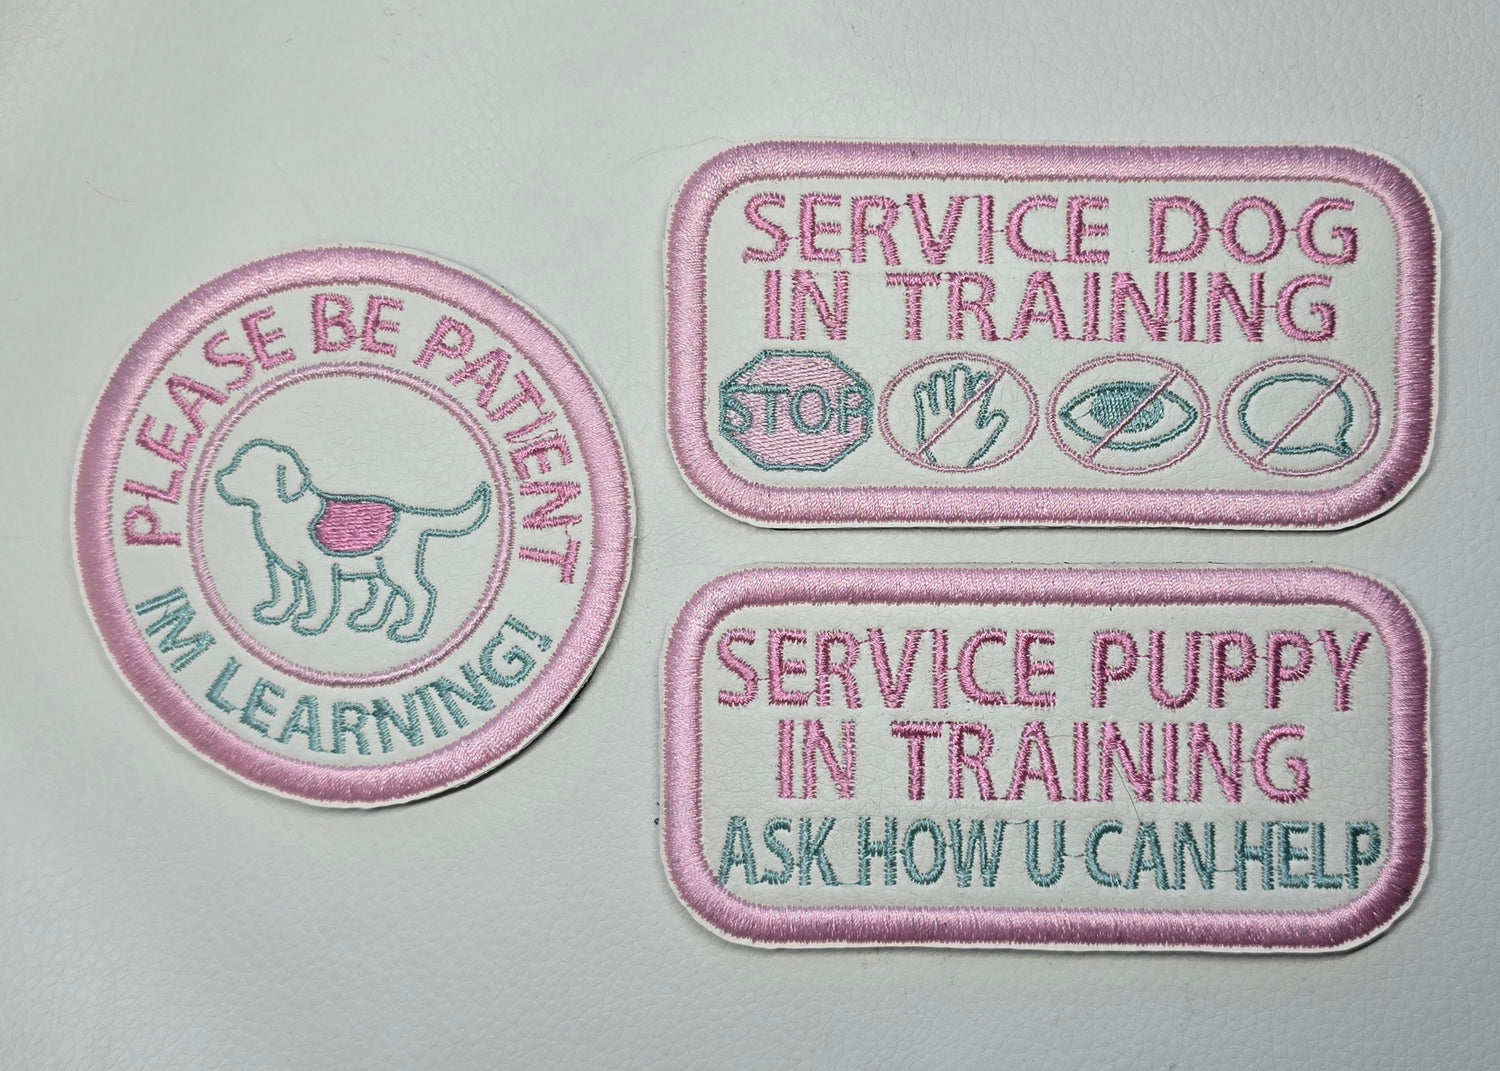 PLEASE BE PATIENT
IM LEARNING!
SERVICE DOG
IN TRAINING
STOP
SERVICE PUPPY
IN TRAINING
ASK HOW U CAN HELP